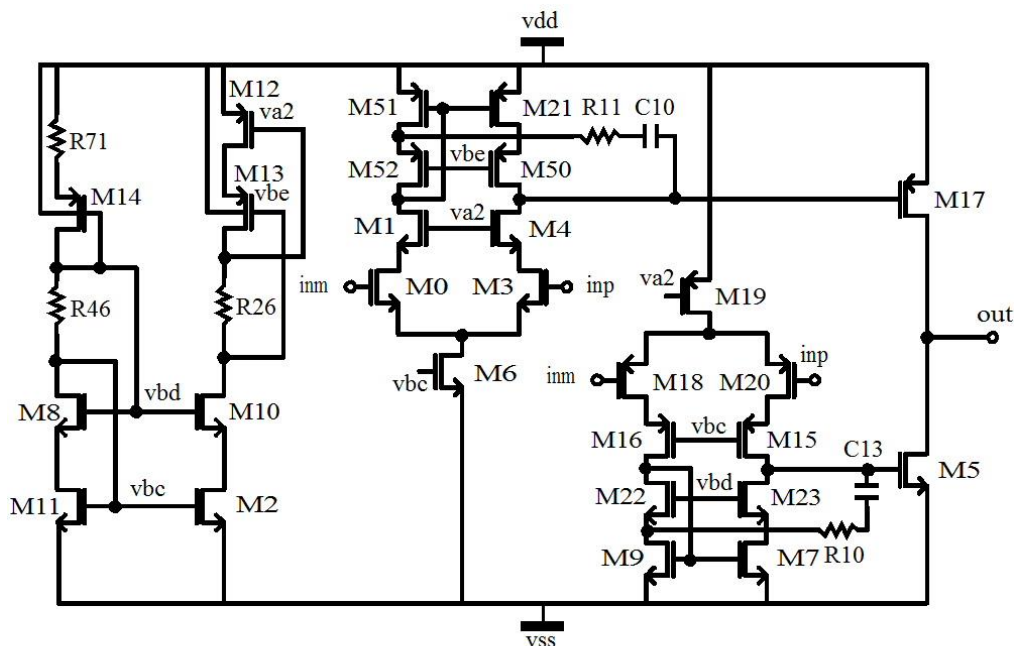 vdd
M12
va2
M51
M21
R11
C10
R71
M13
vbe
M52
vbe
M50
M14
M17
M1
va2
M4
inm
M0
M3
inp
va2
M19
R46
R26
out
M6
vbc
inm
M18
M20
inp
M8
vbd
M10
M16
vbc
M15
C13
M5
M11
vbc
M2
M22
vbd
M23
M9
M7
R10
vss